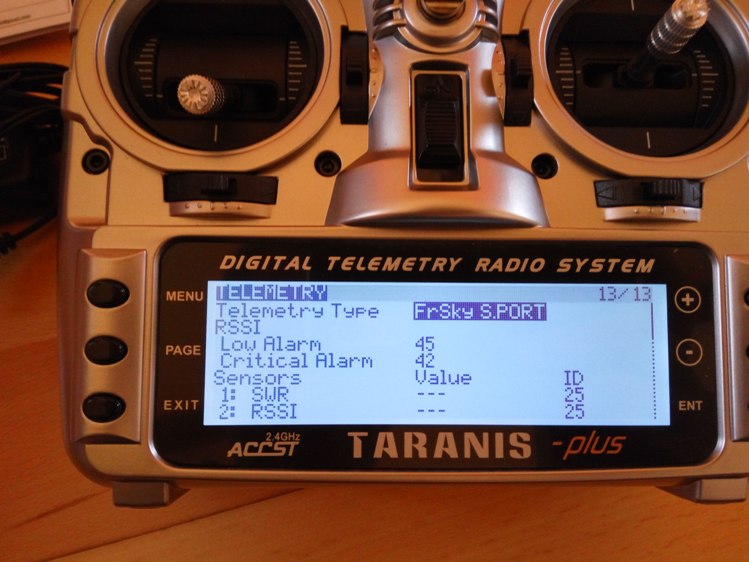 DIGITAL TELEMETRY RADIO SYSTEM
MENU
PAGE
EXIT
TELEMETRY 13/13
Telemetry Type FrSky S.PORT
RSSI
Low Alarm 45
Critical Alarm 42
Sensors Value ID
1: SWR --- 25
2: RSSI --- 25
+
-
ENT
2.4GHz
ACCST
TARANIS -plus